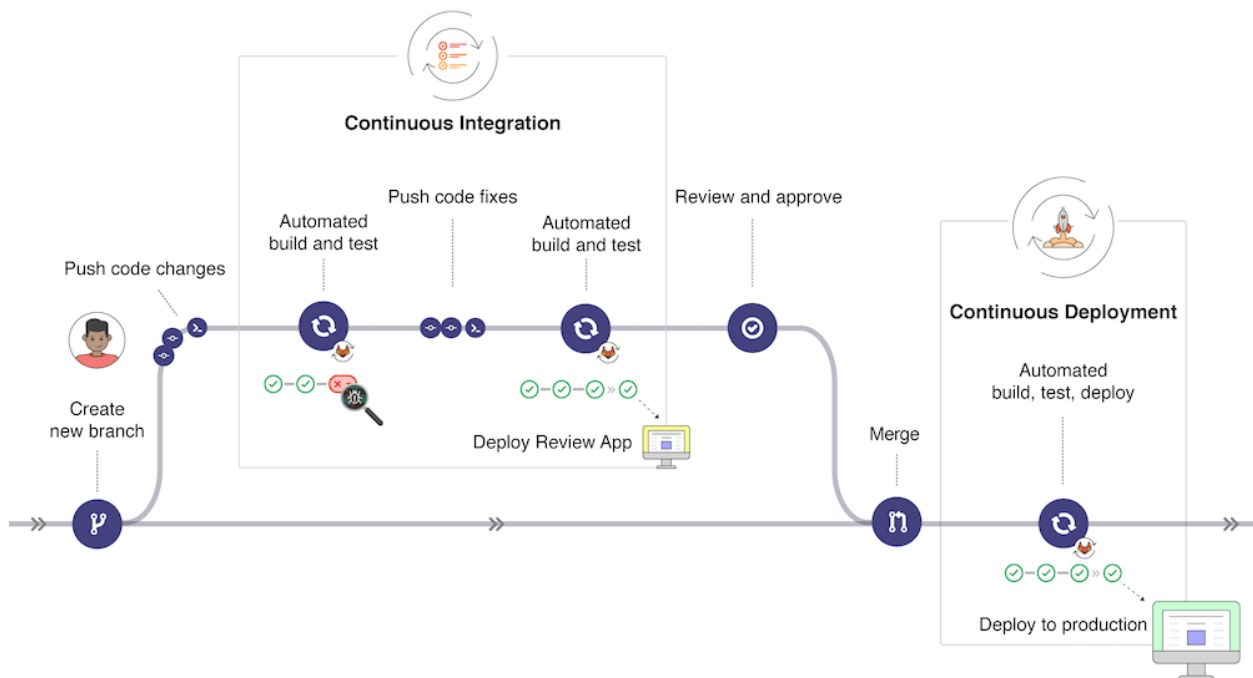 Continuous Integration
Push code fixes
Review and approve
Automated
build and test
Automated
build and test
Push code changes
Continuous Deployment
Automated
build, test, deploy
Create
new branch
Deploy Review App
Merge
Deploy to production